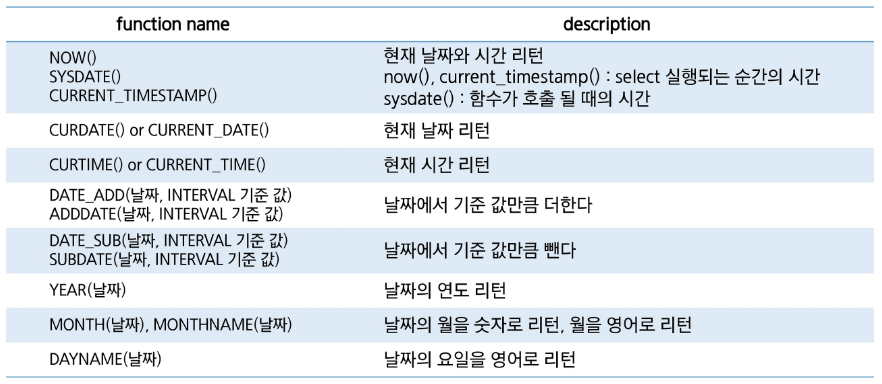 function name description
NOW() 현재 날짜와 시간 리턴
SYSDATE() now(), current_timestamp() : select 실행되는 순간의 시간
CURRENT_TIMESTAMP() sysdate() : 함수가 호출 될 때의 시간
CURDATE() or CURRENT_DATE() 현재 날짜 리턴
CURTIME() or CURRENT_TIME() 현재 시간 리턴
DATE_ADD(날짜, INTERVAL 기준 값)
ADDDATE(날짜, INTERVAL 기준 값)
날짜에서 기준 값만큼 더한다
DATE_SUB(날짜, INTERVAL 기준 값)
SUBDATE(날짜, INTERVAL 기준 값)
날짜에서 기준 값만큼 뺀다
YEAR(날짜) 날짜의 연도 리턴
MONTH(날짜), MONTHNAME(날짜) 날짜의 월을 숫자로 리턴, 월을 영어로 리턴
DAYNAME(날짜) 날짜의 요일을 영어로 리턴